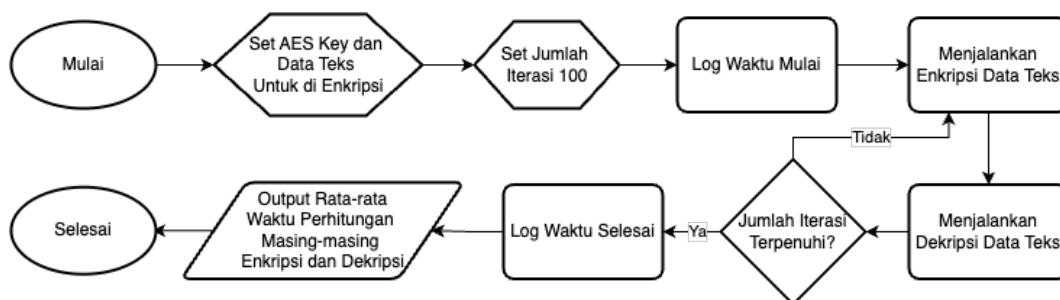 Mulai
Set AES Key dan
Data Teks
Untuk di Enkripsi
Set Jumlah
Iterasi 100
Log Waktu Mulai
Menjalankan
Enkripsi Data Teks
Tidak
Menjalankan
Dekripsi Data Teks
Jumlah Iterasi
Terpenuhi?
Ya
Log Waktu Selesai
Output Rata-rata
Waktu Perhitungan
Masing-masing
Enkripsi dan Dekripsi
Selesai